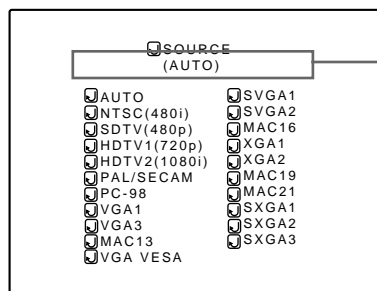 SOURCE
(AUTO)
AUTO
NTSC(480i)
SDTV(480p)
HDTV1(720p)
HDTV2(1080i)
PAL/SECAM
PC-98
VGA1
VGA3
MAC13
VGA VESA
SVGA1
SVGA2
MAC16
XGA1
XGA2
MAC19
MAC21
SXGA1
SXGA2
SXGA3